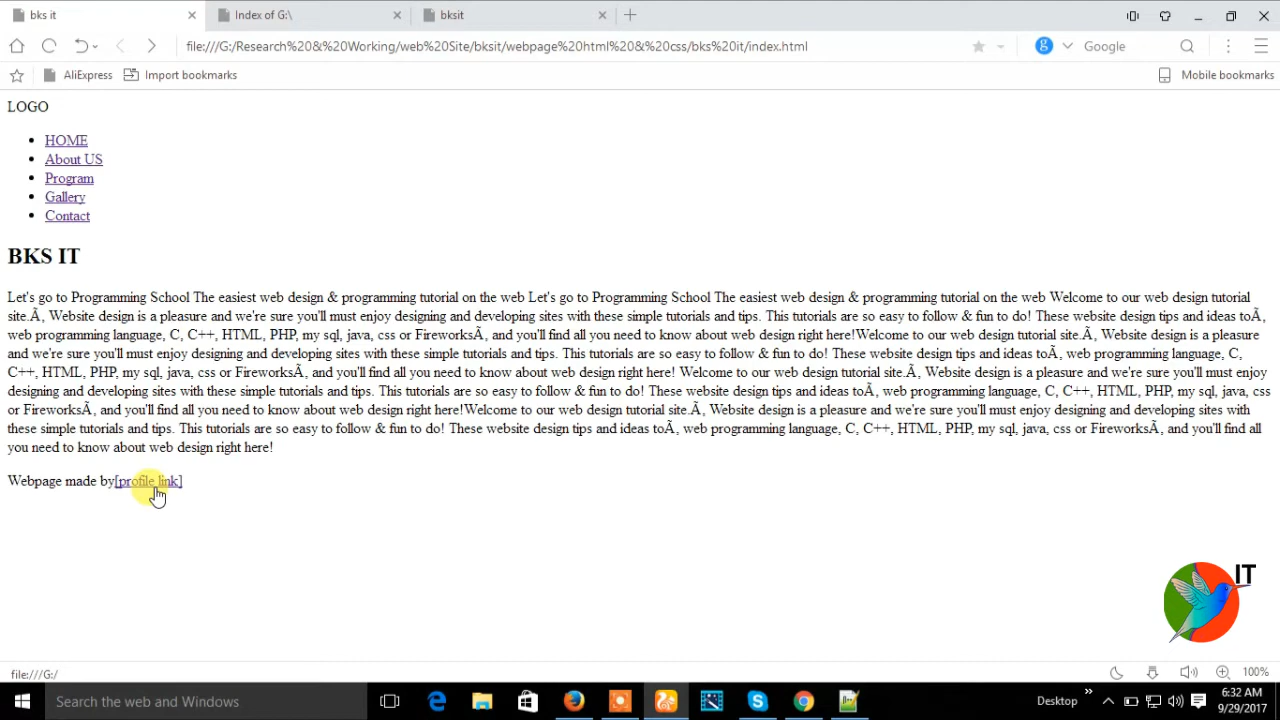 bks it
Index of G:\
bksit
file:///G:/Research%20&%20Working/web%20Site/bksit/webpage%20html%20&%20css/bks%20it/index.html
g
Google
AliExpress
Import bookmarks
Mobile bookmarks
LOGO
HOME
About US
Program
Gallery
Contact
BKS IT
Let's go to Programming School The easiest web design & programming tutorial on the web Let's go to Programming School The easiest web design & programming tutorial on the web Welcome to our web design tutorial
site.Ã‚ Website design is a pleasure and we're sure you'll must enjoy designing and developing sites with these simple tutorials and tips. This tutorials are so easy to follow & fun to do! These website design tips and ideas toÃ‚
web programming language, C, C++, HTML, PHP, my sql, java, css or FireworksÃ‚ and you'll find all you need to know about web design right here!Welcome to our web design tutorial site.Ã‚ Website design is a pleasure
and we're sure you'll must enjoy designing and developing sites with these simple tutorials and tips. This tutorials are so easy to follow & fun to do! These website design tips and ideas toÃ‚ web programming language, C,
C++, HTML, PHP, my sql, java, css or FireworksÃ‚ and you'll find all you need to know about web design right here! Welcome to our web design tutorial site.Ã‚ Website design is a pleasure and we're sure you'll must enjoy
designing and developing sites with these simple tutorials and tips. This tutorials are so easy to follow & fun to do! These website design tips and ideas toÃ‚ web programming language, C, C++, HTML, PHP, my sql, java, css
or FireworksÃ‚ and you'll find all you need to know about web design right here!Welcome to our web design tutorial site.Ã‚ Website design is a pleasure and we're sure you'll must enjoy designing and developing sites with
these simple tutorials and tips. This tutorials are so easy to follow & fun to do! These website design tips and ideas toÃ‚ web programming language, C, C++, HTML, PHP, my sql, java, css or FireworksÃ‚ and you'll find all
you need to know about web design right here!
Webpage made by[profile link]
IT
file:///G:/
100%
Search the web and Windows
Desktop
6:32 AM
9/29/2017